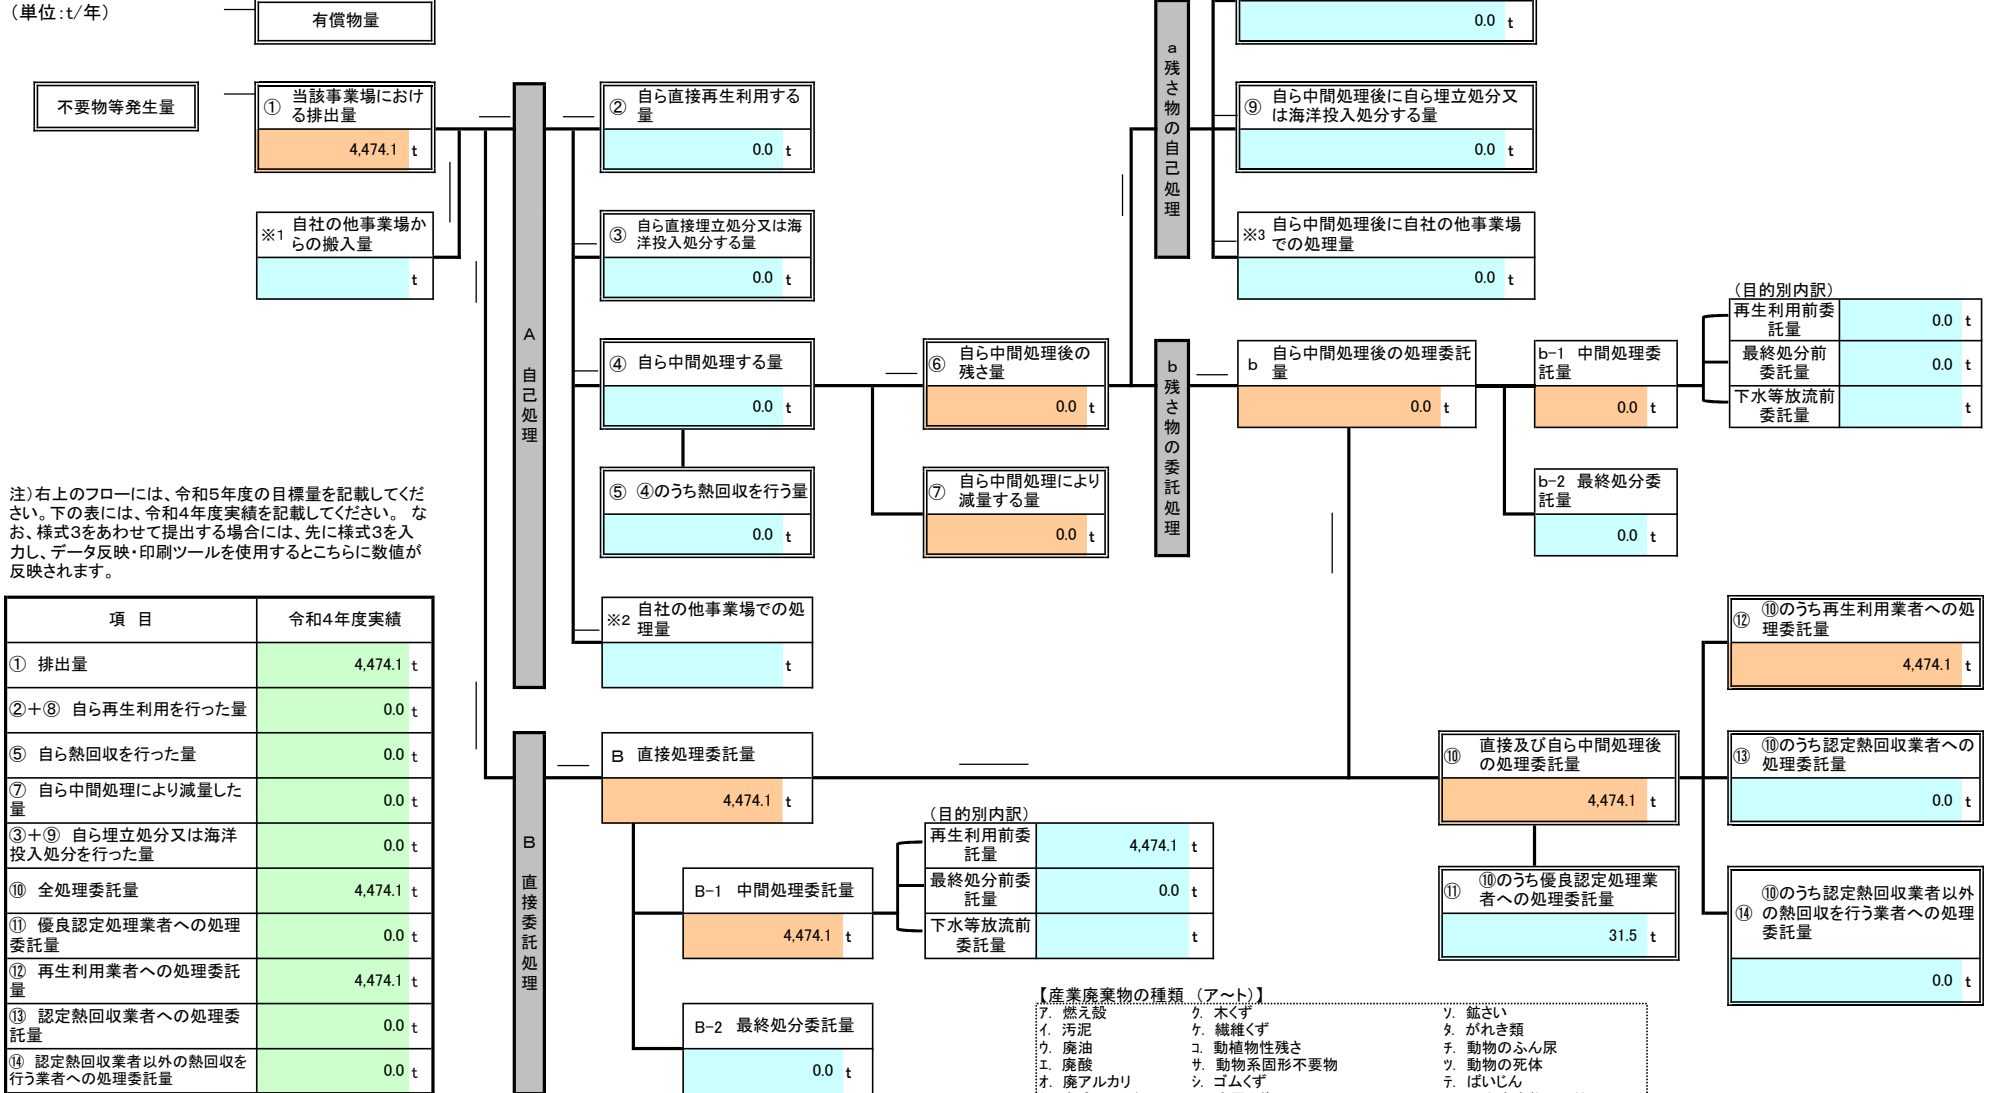 (単位:t/年)
有償物量
0.0 t
不要物等発生量
① 当該事業場におけ
る排出量
4,474.1 t
※1 自社の他事業場か
らの搬入量
t
A 自己処理
② 自ら直接再生利用する
量
0.0 t
③ 自ら直接埋立処分又は海
洋投入処分する量
0.0 t
④ 自ら中間処理する量
0.0 t
⑤ ④のうち熱回収を行う量
0.0 t
※2 自社の他事業場での処
理量
t
⑥ 自ら中間処理後の
残さ量
0.0 t
⑦ 自ら中間処理により
減量する量
0.0 t
a 残さ物の自己処理
⑨ 自ら中間処理後に自ら埋立処分又
は海洋投入処分する量
0.0 t
※3 自ら中間処理後に自社の他事業場
での処理量
0.0 t
b 残さ物の委託処理
b 自ら中間処理後の処理委託
量
0.0 t
b-1 中間処理委
託量
0.0 t
b-2 最終処分委
託量
0.0 t
(目的別内訳)
再生利用前委
託量
0.0 t
最終処分前
委託量
0.0 t
下水等放流前
委託量
t
注)右上のフローには、令和5年度の目標量を記載してくだ
さい。下の表には、令和4年度実績を記載してください。 な
お、様式3をあわせて提出する場合には、先に様式3を入
力し、データ反映・印刷ツールを使用するとこちらに数値が
反映されます。
項 目 令和4年度実績
① 排出量 4,474.1 t
②+⑧ 自ら再生利用を行った量 0.0 t
⑤ 自ら熱回収を行った量 0.0 t
⑦ 自ら中間処理により減量した
量 0.0 t
③+⑨ 自ら埋立処分又は海洋
投入処分を行った量 0.0 t
⑩ 全処理委託量 4,474.1 t
⑪ 優良認定処理業者への処理
委託量 0.0 t
⑫ 再生利用業者への処理委託
量 4,474.1 t
⑬ 認定熱回収業者への処理委
託量 0.0 t
⑭ 認定熱回収業者以外の熱回収を
行う業者への処理委託量 0.0 t
B 直接委託処理
B 直接処理委託量
4,474.1 t
B-1 中間処理委託量
4,474.1 t
B-2 最終処分委託量
0.0 t
(目的別内訳)
再生利用前委
託量
4,474.1 t
最終処分前委
託量
0.0 t
下水等放流前
委託量
t
⑩ 直接及び自ら中間処理後
の処理委託量
4,474.1 t
⑪ ⑩のうち優良認定処理業
者への処理委託量
31.5 t
⑫ ⑩のうち再生利用業者への処
理委託量
4,474.1 t
⑬ ⑩のうち認定熱回収業者への
処理委託量
0.0 t
⑭ ⑩のうち認定熱回収業者以外
の熱回収を行う業者への処理
委託量
0.0 t
【産業廃棄物の種類 (ア~ト)】
ア. 燃え殻 ク. 木くず ソ. 鉱さい
イ. 汚泥 ケ. 繊維くず タ. がれき類
ウ. 廃油 コ. 動植物性残さ チ. 動物のふん尿
エ. 廃酸 サ. 動物系固形不要物 ツ. 動物の死体
オ. 廃アルカリ シ. ゴムくず テ. ばいじん